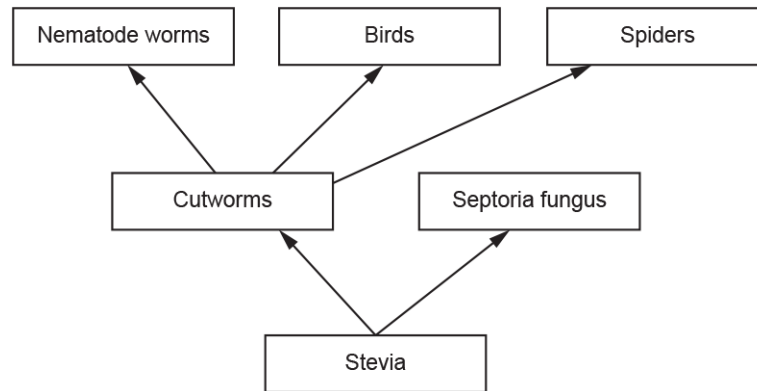 Nematode worms
Birds
Spiders
Cutworms
Septoria fungus
Stevia